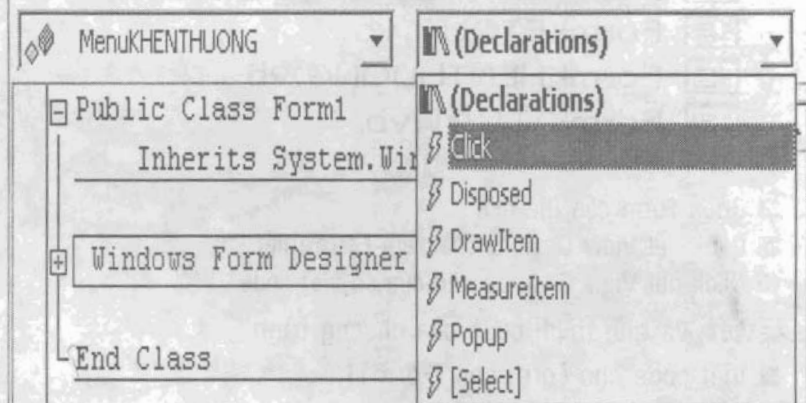 MenuKHENTHUONG (Declarations)
(Declarations)
Public Class Form1
Click
Inherits System.Wi
Disposed
DrawItem
Windows Form Designer
MeasureItem
Popup
End Class
[Select]